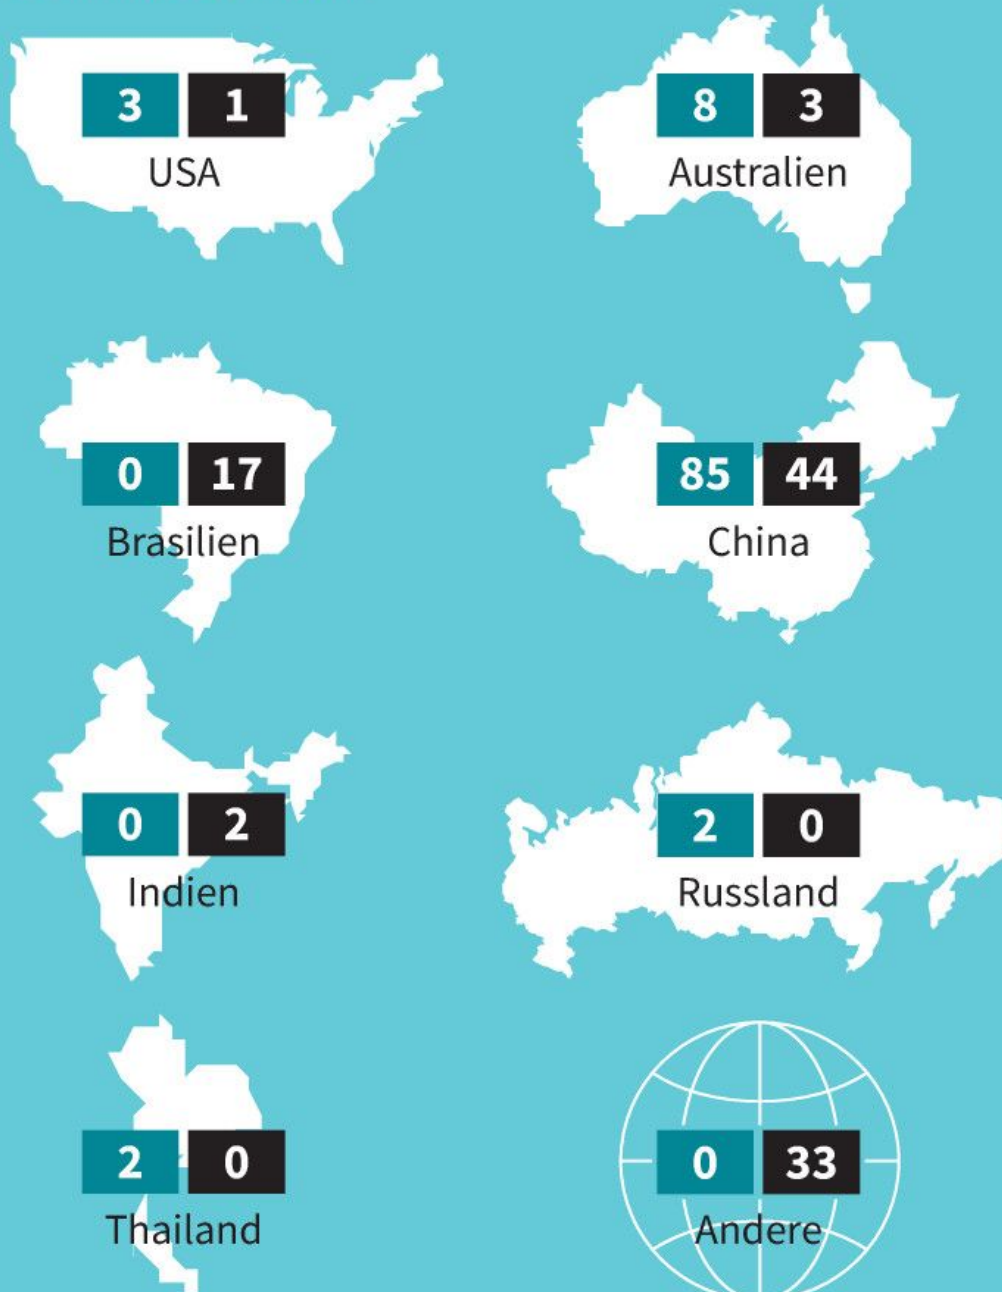 3 1
USA
8 3
Australien
0 17
Brasilien
85 44
China
0 2
Indien
2 0
Russland
2 0
Thailand
0 33
Andere